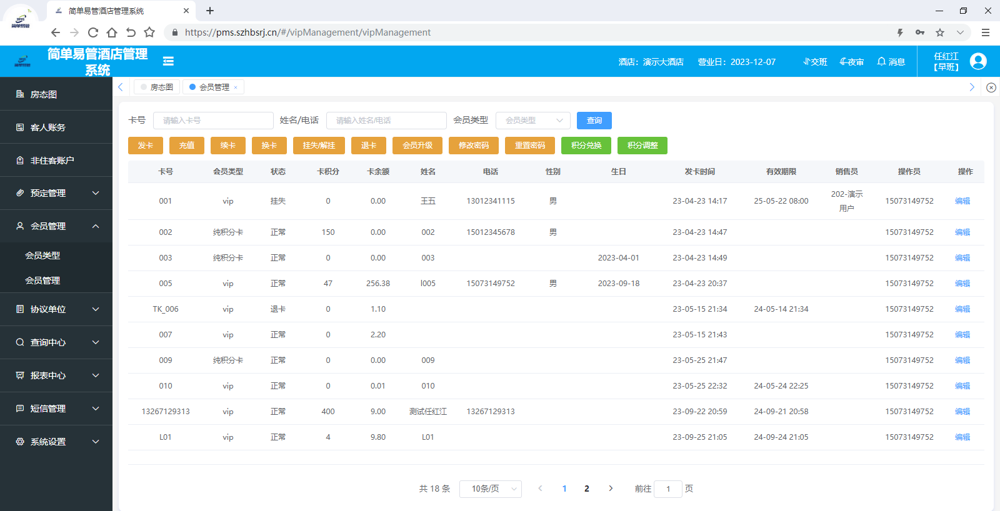 简单易管酒店管理系统
JDYG
简单易管
https://pms.szhbsrj.cn/#/vipManagement/vipManagement
简单易管酒店管理
系统
酒店：演示大酒店
营业日：2023-12-07
交班
夜审
消息
任红江
【早班】
房态图
客人账务
非住客账户
预定管理
会员管理
会员类型
会员管理
协议单位
查询中心
报表中心
短信管理
系统设置
房态图
会员管理 ×
卡号 请输入卡号 姓名/电话 请输入姓名/电话 会员类型 会员类型 查询
发卡 充值 续卡 换卡 挂失/解挂 退卡 会员升级 修改密码 重置密码 积分兑换 积分调整
卡号 会员类型 状态 卡积分 卡余额 姓名 电话 性别 生日 发卡时间 有效期限 销售员 操作员 操作
001 vip 挂失 0 0.00 王五 13012341115 男 23-04-23 14:17 25-05-22 08:00 202-演示
用户 15073149752 编辑
002 纯积分卡 正常 150 0.00 002 15012345678 男 23-04-23 14:47 15073149752 编辑
003 纯积分卡 正常 0 0.00 003 2023-04-01 23-04-23 14:49 15073149752 编辑
005 vip 正常 47 256.38 l005 15073149752 男 2023-09-18 23-04-23 20:37 15073149752 编辑
TK_006 vip 退卡 0 1.10 23-05-15 21:34 24-05-14 21:34 15073149752 编辑
007 vip 正常 0 2.20 23-05-15 21:43 15073149752 编辑
009 纯积分卡 正常 0 0.00 009 23-05-25 21:47 15073149752 编辑
010 vip 正常 0 0.01 010 23-05-25 22:32 24-05-24 22:25 15073149752 编辑
13267129313 vip 正常 400 9.00 测试任红江 13267129313 23-09-22 20:59 24-09-21 20:58 15073149752 编辑
L01 vip 正常 4 9.80 L01 23-09-25 21:05 24-09-24 21:05 15073149752 编辑
共 18 条 10条/页 1 2 前往 1 页